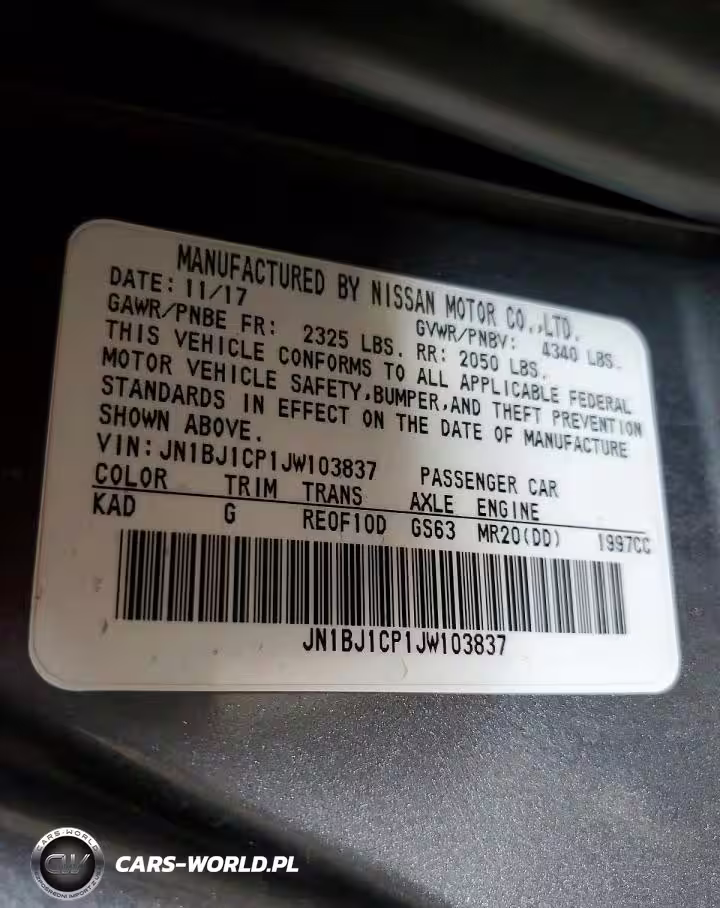 MANUFACTURED BY NISSAN MOTOR CO.,LTD.
DATE: 11/17 GVWR/PNBV: 4340 LBS.
GAWR/PNBE FR: 2325 LBS. RR: 2050 LBS.
THIS VEHICLE CONFORMS TO ALL APPLICABLE FEDERAL
MOTOR VEHICLE SAFETY,BUMPER,AND THEFT PREVENTION
STANDARDS IN EFFECT ON THE DATE OF MANUFACTURE
SHOWN ABOVE.
VIN: JN1BJ1CP1JW103837 PASSENGER CAR
COLOR TRIM TRANS AXLE ENGINE
KAD G RE0F10D GS63 MR20(DD) 1997CC
JN1BJ1CP1JW103837
CARS-WORLD.PL
CARS-WORLD
CW